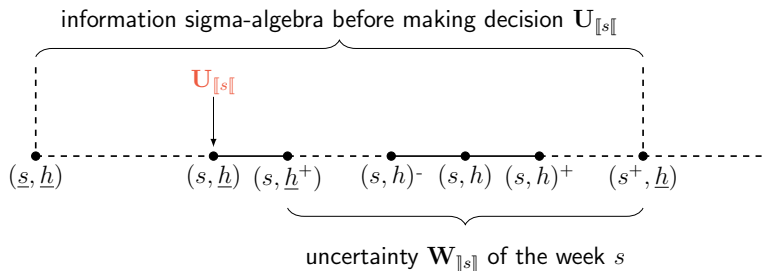 information sigma-algebra before making decision 𝐔⟦s⟦
𝐔⟦s⟦
(s̲, h̲) (s, h̲) (s, h̲⁺) (s, h)⁻ (s, h) (s, h)⁺ (s⁺, h̲)
uncertainty 𝐖⟧s⟧ of the week s